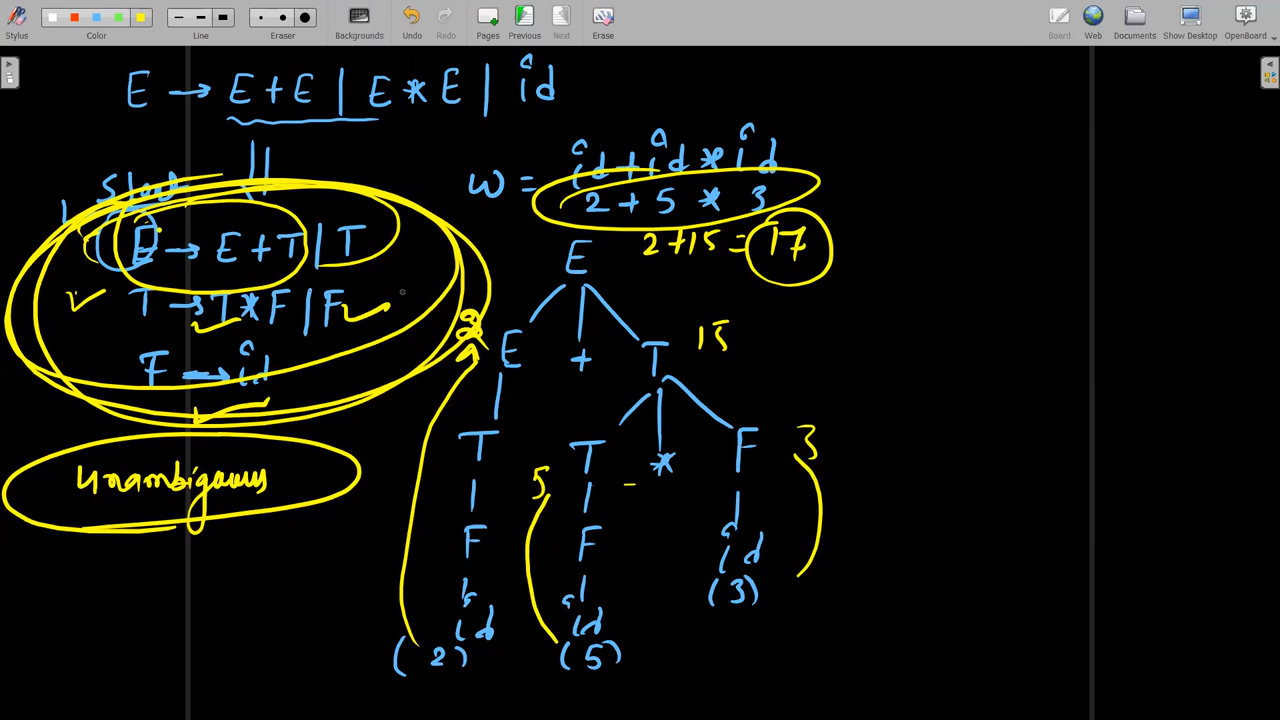 Stylus
Color
Line
Eraser
Backgrounds
Undo
Redo
Pages
Previous
Next
Erase
Board
Web
Documents
Show Desktop
OpenBoard
E → E + E | E * E | id
id + id * id
w = 2 + 5 * 3
2 + 15 = 17
E → E + T | T
T → T * F | F
F → id
Unambiguous
E
2
E + T 15
T T * F 3
5
F F id
(3)
id id
(2) (5)